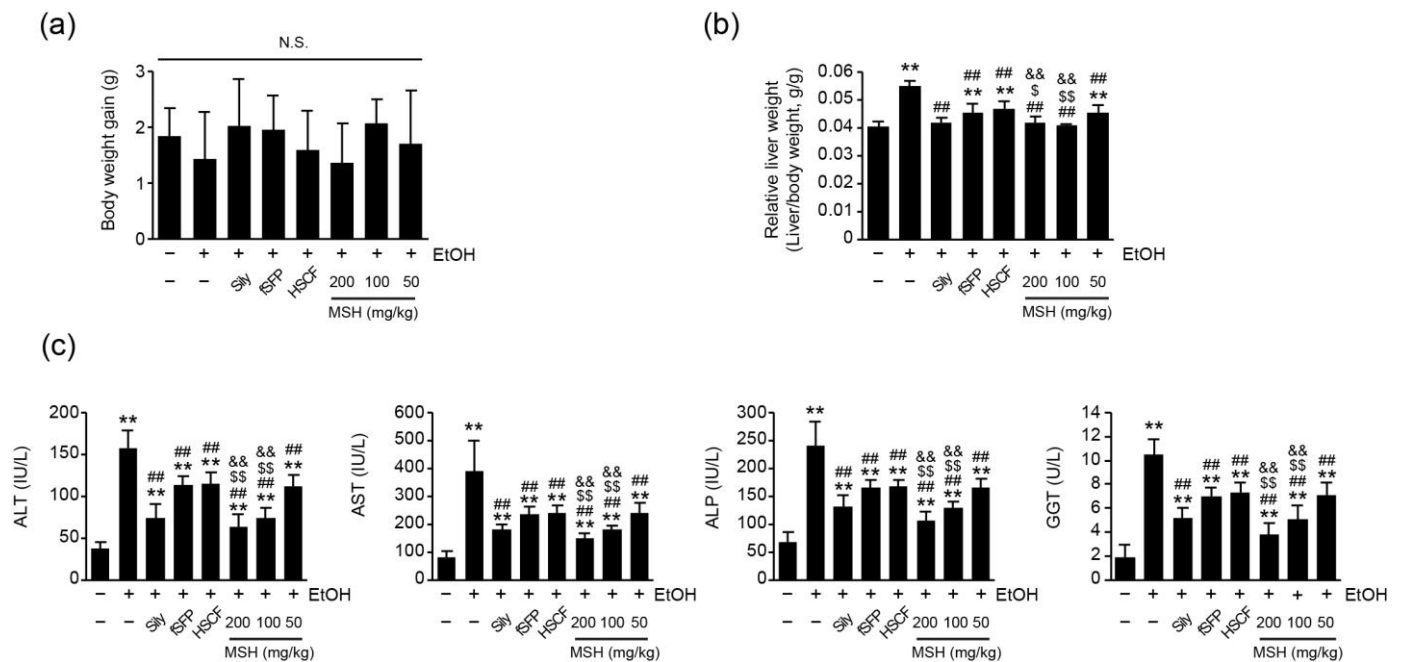 (a)
N.S.
Body weight gain (g)
3
2
1
0
– + + + + + + + EtOH
– – Sily fSFP HSCF 200 100 50
MSH (mg/kg)
(b)
Relative liver weight
(Liver/body weight, g/g)
0.06
0.05
0.04
0.03
0.02
0.01
0
**
##
## **
## **
&& $ ##
&& $$ ##
## **
– + + + + + + + EtOH
– – Sily fSFP HSCF 200 100 50
MSH (mg/kg)
(c)
ALT (IU/L)
200
150
100
50
0
**
## **
## **
## **
&& $$ ## **
&& $$ ## **
## **
– + + + + + + + EtOH
– – Sily fSFP HSCF 200 100 50
MSH (mg/kg)
AST (IU/L)
600
500
400
300
200
100
0
**
## **
## **
## **
&& $$ ## **
&& $$ ## **
## **
– + + + + + + + EtOH
– – Sily fSFP HSCF 200 100 50
MSH (mg/kg)
ALP (IU/L)
300
250
200
150
100
50
0
**
## **
## **
## **
&& $$ ## **
&& $$ ## **
## **
– + + + + + + + EtOH
– – Sily fSFP HSCF 200 100 50
MSH (mg/kg)
GGT (U/L)
14
12
10
8
6
4
2
0
**
## **
## **
## **
&& $$ ## **
&& $$ ## **
## **
– + + + + + + + EtOH
– – Sily fSFP HSCF 200 100 50
MSH (mg/kg)